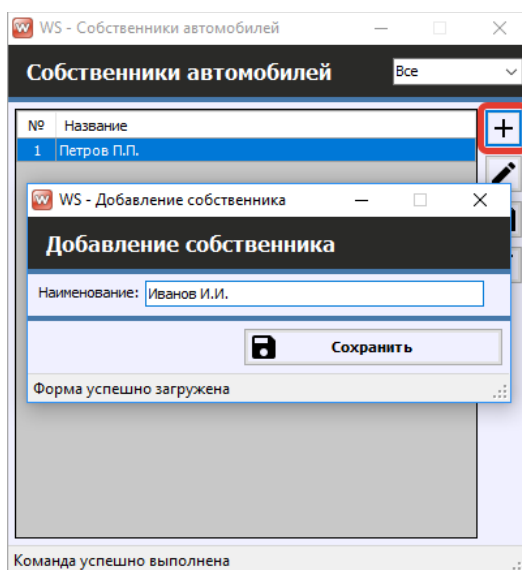 WS - Собственники автомобилей
Собственники автомобилей
Все
№ Название
1 Петров П.П.
WS - Добавление собственника
Добавление собственника
Наименование: Иванов И.И.
Сохранить
Форма успешно загружена
Команда успешно выполнена